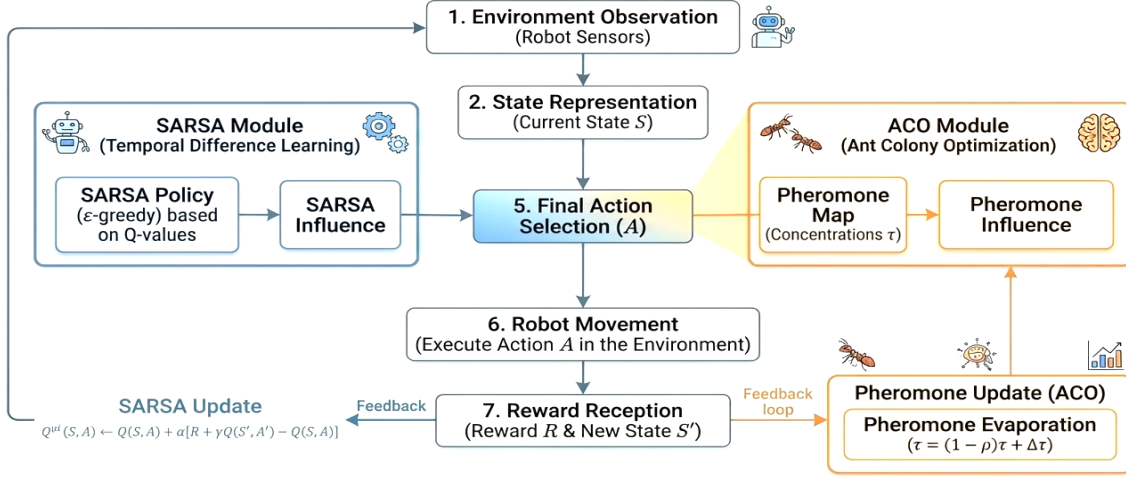 1. Environment Observation
(Robot Sensors)
2. State Representation
(Current State S)
SARSA Module
(Temporal Difference Learning)
SARSA Policy
(ε-greedy) based
on Q-values
SARSA
Influence
5. Final Action
Selection (A)
ACO Module
(Ant Colony Optimization)
Pheromone
Map
(Concentrations τ)
Pheromone
Influence
6. Robot Movement
(Execute Action A in the Environment)
7. Reward Reception
(Reward R & New State S′)
Feedback
SARSA Update
Qᵘⁱ(S, A) ← Q(S, A) + α[R + γQ(S′, A′) − Q(S, A)]
Feedback
loop
Pheromone Update (ACO)
Pheromone Evaporation
(τ = (1 − ρ)τ + Δτ)